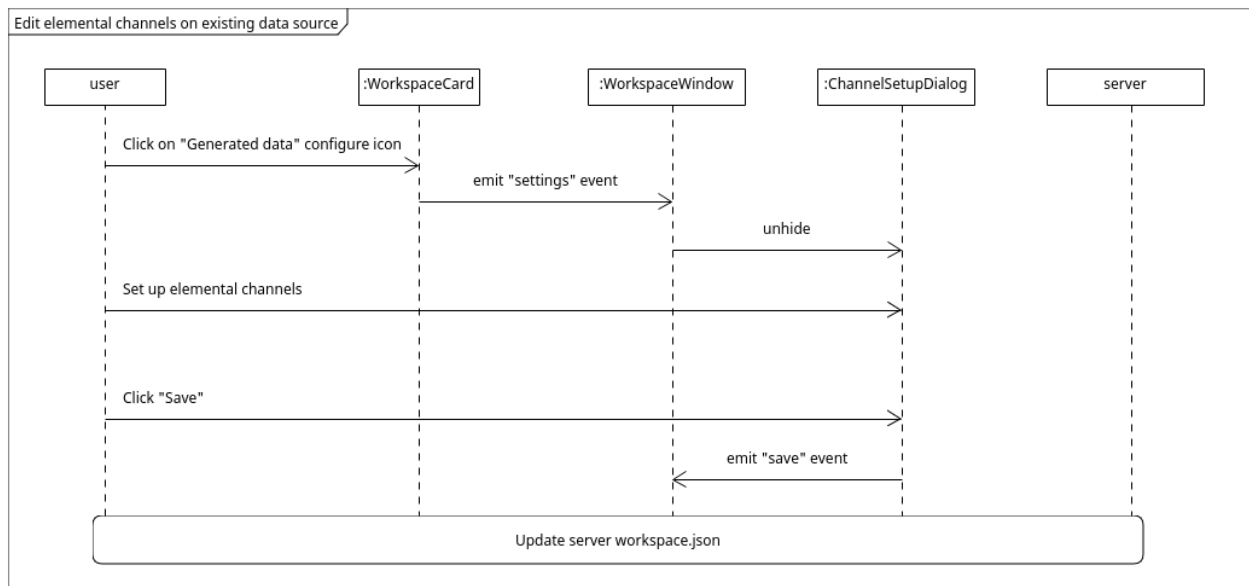 Edit elemental channels on existing data source
user
:WorkspaceCard
:WorkspaceWindow
:ChannelSetupDialog
server
Click on "Generated data" configure icon
emit "settings" event
unhide
Set up elemental channels
Click "Save"
emit "save" event
Update server workspace.json